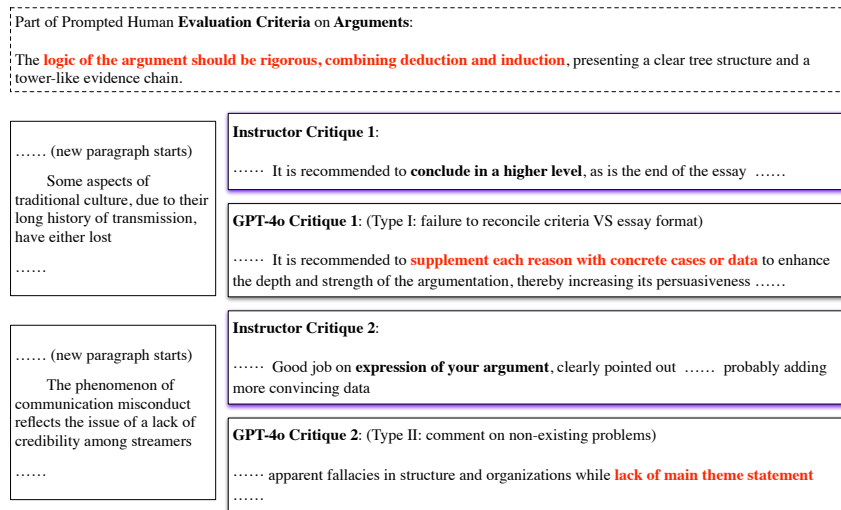 Part of Prompted Human Evaluation Criteria on Arguments:
The logic of the argument should be rigorous, combining deduction and induction, presenting a clear tree structure and a
tower-like evidence chain.
…… (new paragraph starts)
Some aspects of
traditional culture, due to their
long history of transmission,
have either lost
……
Instructor Critique 1:
…… It is recommended to conclude in a higher level, as is the end of the essay ……
GPT-4o Critique 1: (Type I: failure to reconcile criteria VS essay format)
…… It is recommended to supplement each reason with concrete cases or data to enhance
the depth and strength of the argumentation, thereby increasing its persuasiveness ……
…… (new paragraph starts)
The phenomenon of
communication misconduct
reflects the issue of a lack of
credibility among streamers
……
Instructor Critique 2:
…… Good job on expression of your argument, clearly pointed out …… probably adding
more convincing data
GPT-4o Critique 2: (Type II: comment on non-existing problems)
…… apparent fallacies in structure and organizations while lack of main theme statement
……